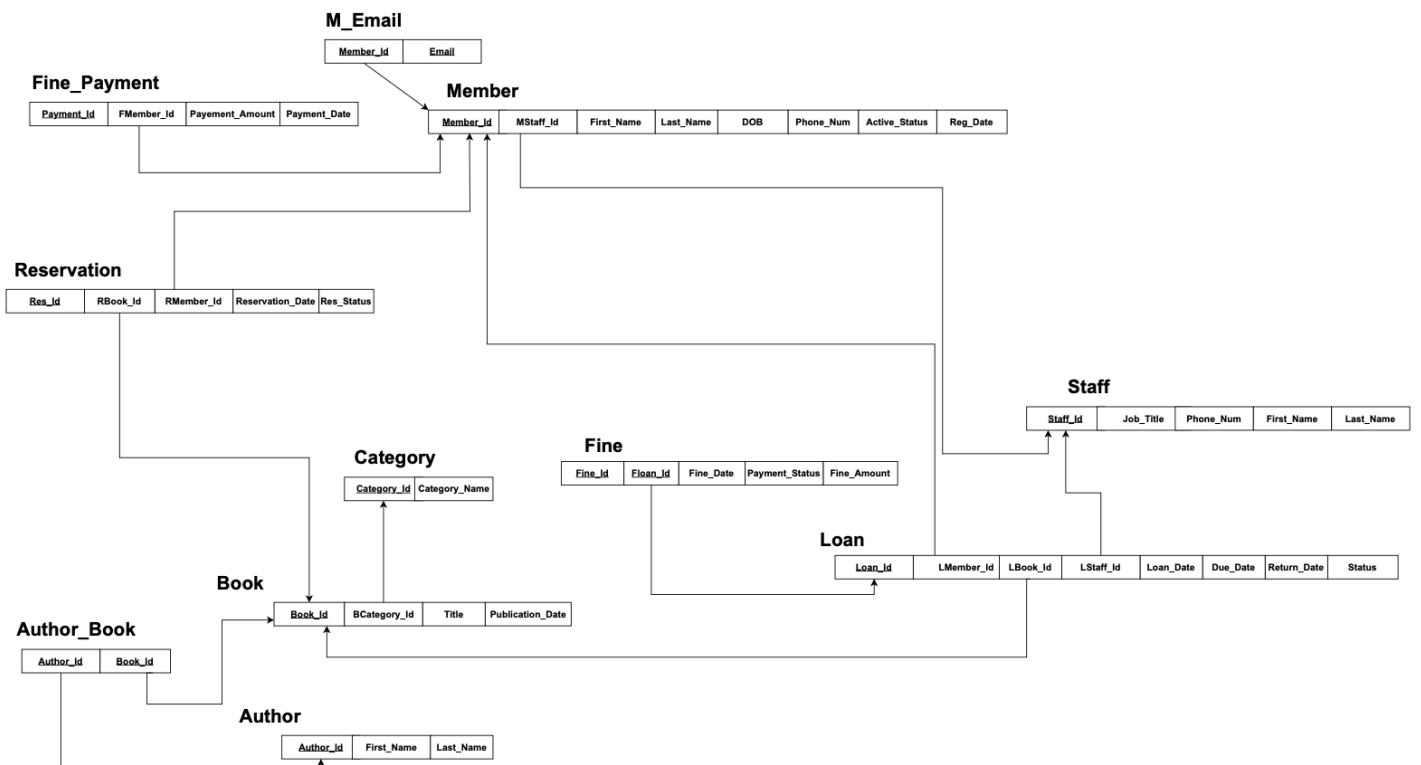 M_Email
Member_Id Email
Fine_Payment
Payment_Id FMember_Id Payement_Amount Payment_Date
Member
Member_Id MStaff_Id First_Name Last_Name DOB Phone_Num Active_Status Reg_Date
Reservation
Res_Id RBook_Id RMember_Id Reservation_Date Res_Status
Staff
Staff_Id Job_Title Phone_Num First_Name Last_Name
Fine
Fine_Id Floan_Id Fine_Date Payment_Status Fine_Amount
Category
Category_Id Category_Name
Loan
Loan_Id LMember_Id LBook_Id LStaff_Id Loan_Date Due_Date Return_Date Status
Book
Book_Id BCategory_Id Title Publication_Date
Author_Book
Author_Id Book_Id
Author
Author_Id First_Name Last_Name